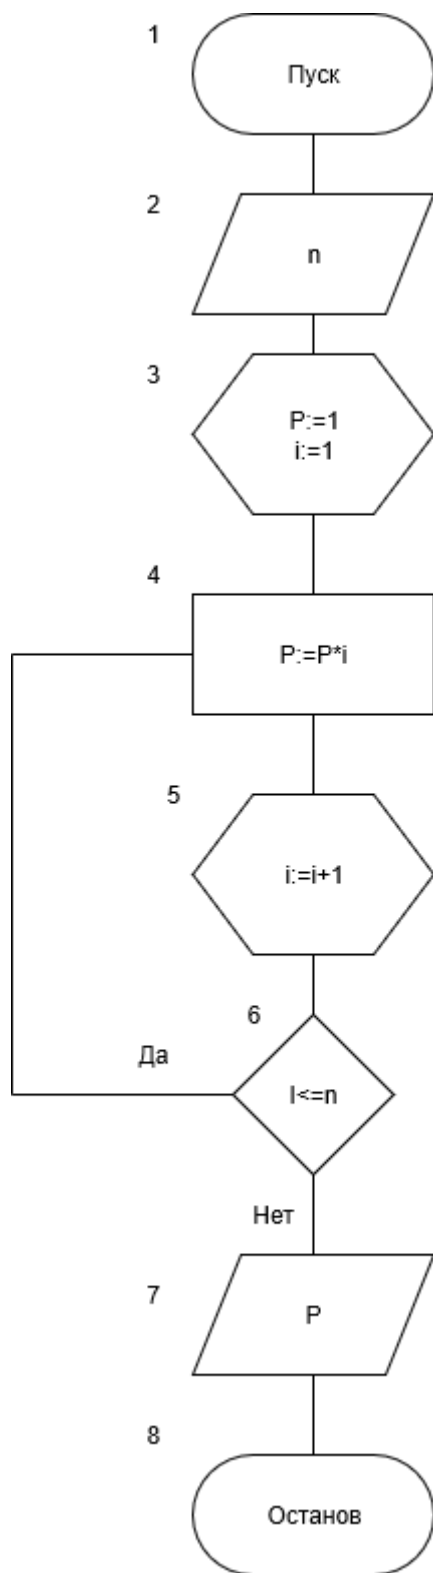 1
Пуск
2
n
3
P:=1
i:=1
4
P:=P*i
5
i:=i+1
6
Да
I<=n
Нет
7
P
8
Останов